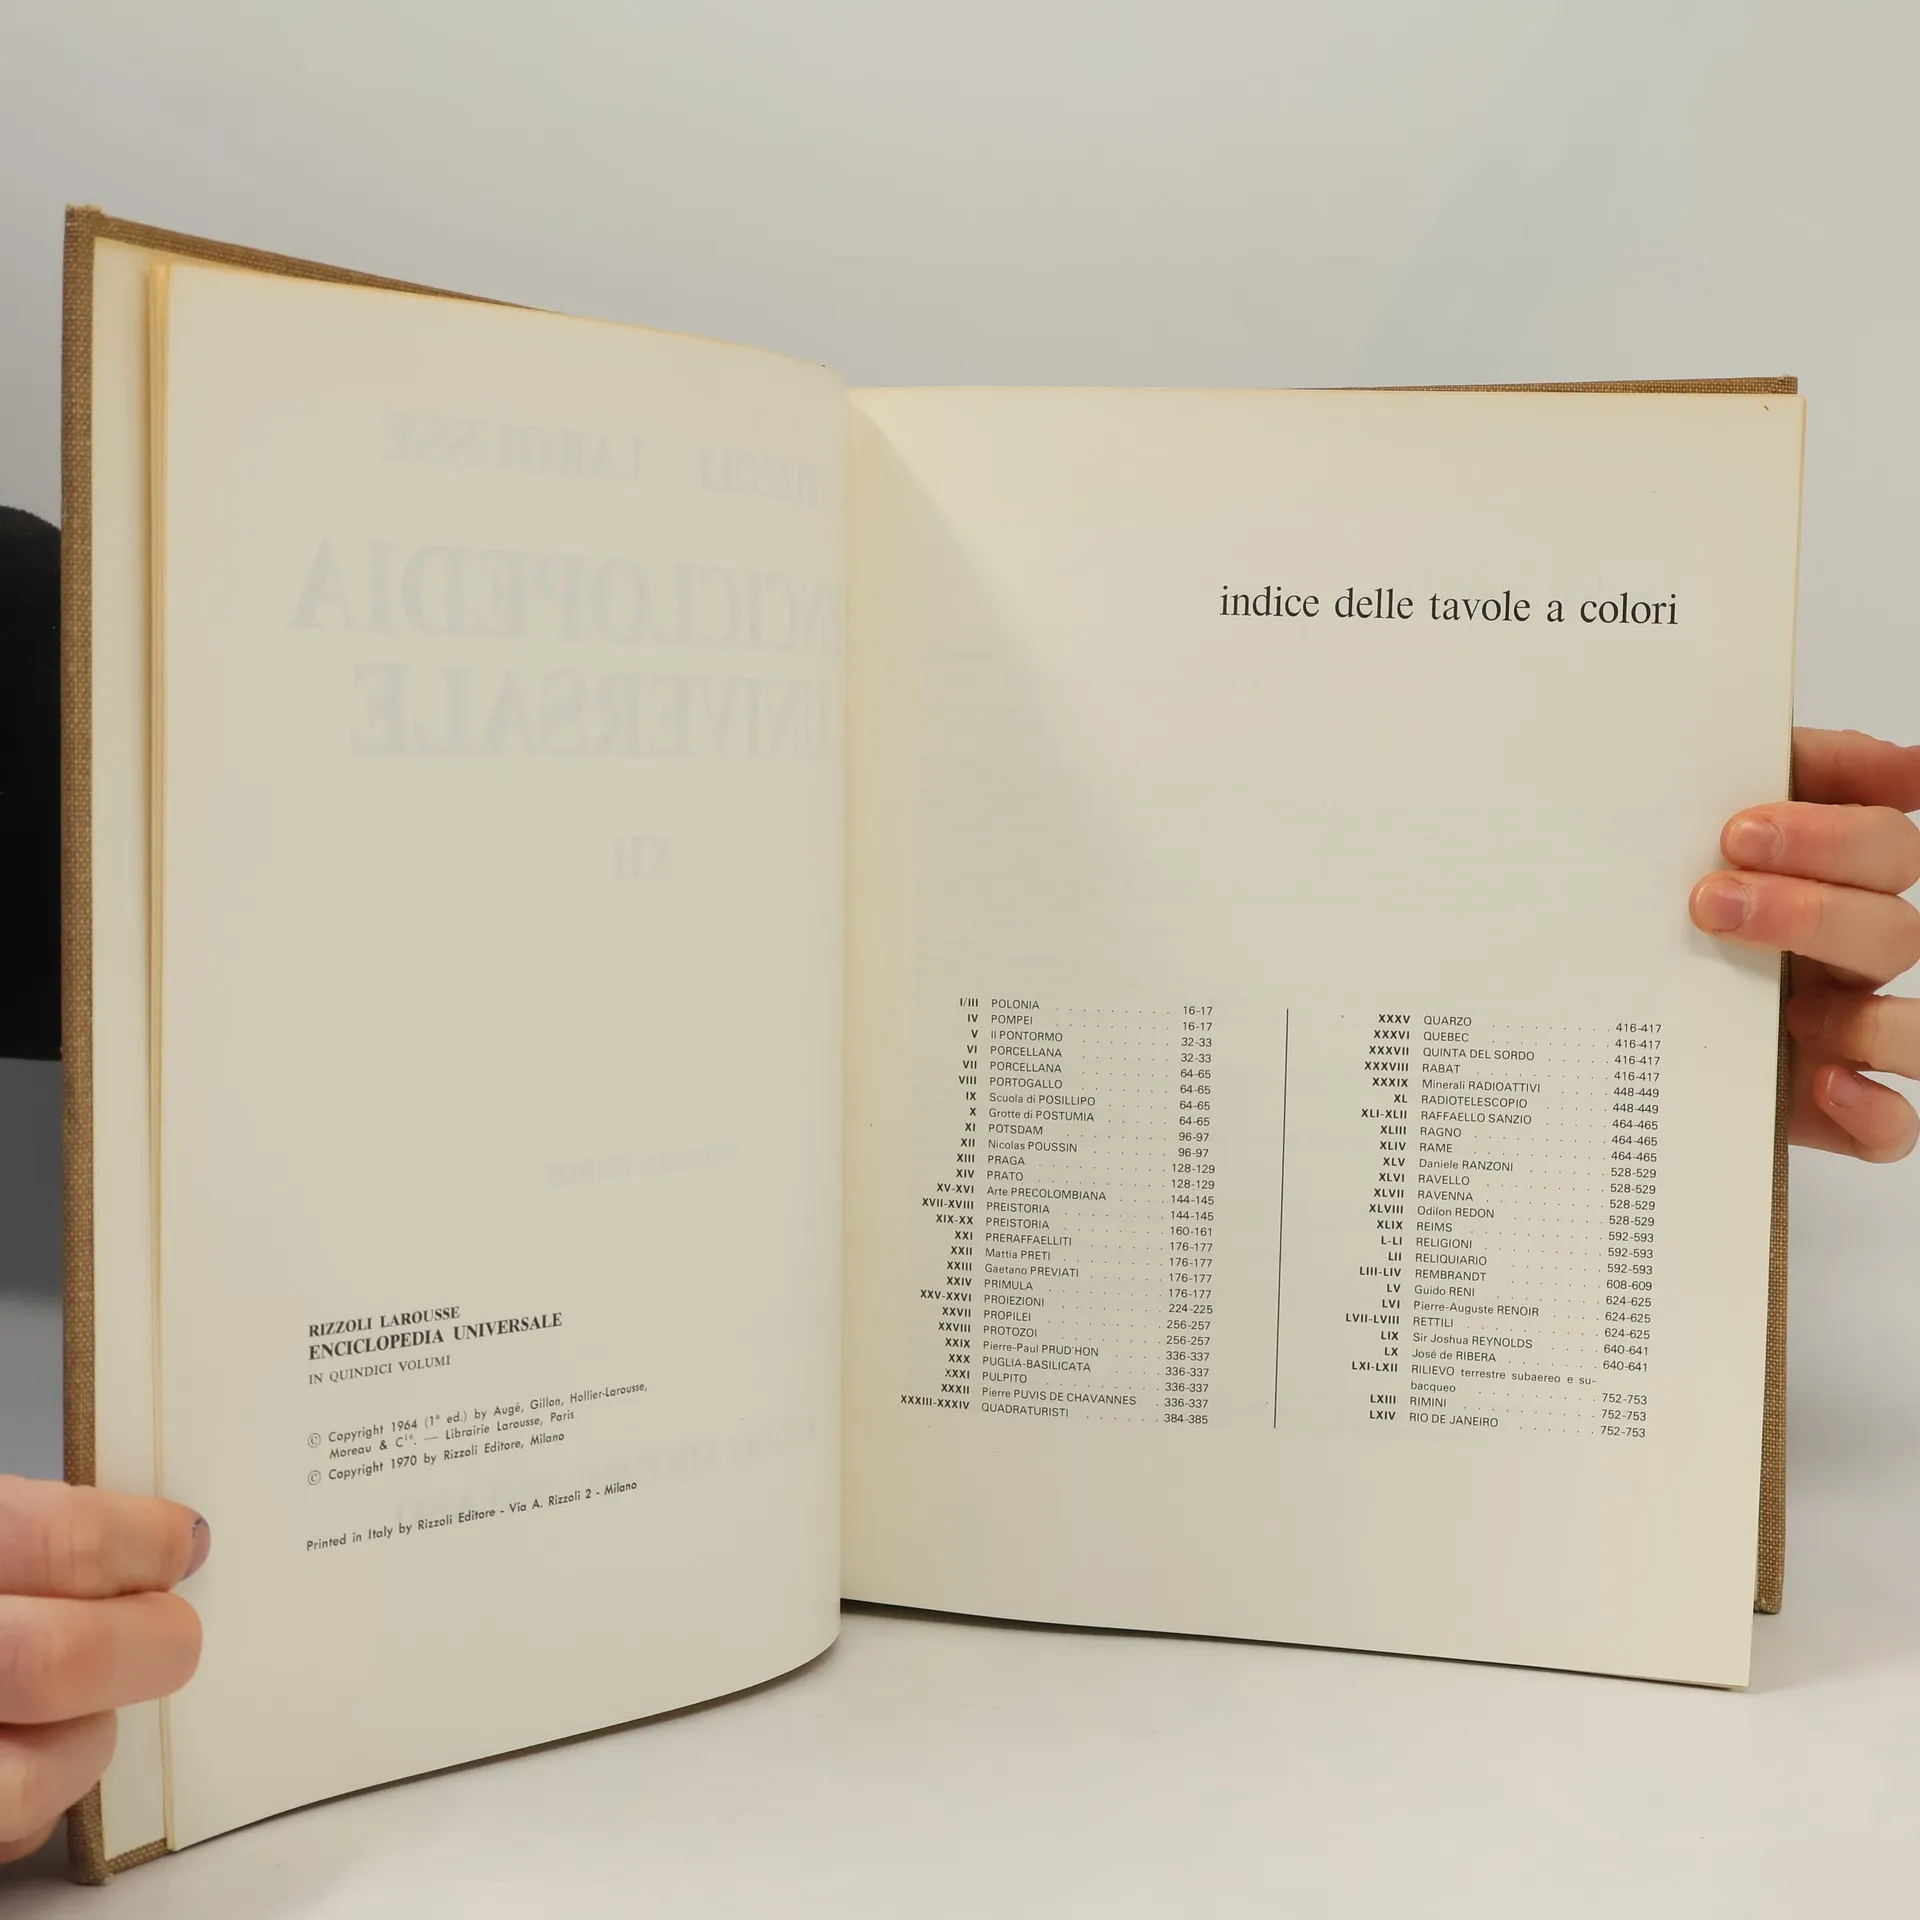 RIZZOLI LAROUSSE
ENCICLOPEDIA
UNIVERSALE
XII
RIZZOLI LAROUSSE
ENCICLOPEDIA UNIVERSALE
IN QUINDICI VOLUMI
© Copyright 1964 (1ª ed.) by Augé, Gillon, Hollier-Larousse,
Moreau & Cie. — Librairie Larousse, Paris
© Copyright 1970 by Rizzoli Editore, Milano
Printed in Italy by Rizzoli Editore - Via A. Rizzoli 2 - Milano
indice delle tavole a colori
I/III POLONIA . . . . . . . . . 16-17
IV POMPEI . . . . . . . . . 16-17
V Il PONTORMO . . . . . . . 32-33
VI PORCELLANA . . . . . . . 32-33
VII PORCELLANA . . . . . . . 64-65
VIII PORTOGALLO . . . . . . . 64-65
IX Scuola di POSILLIPO . . . . . 64-65
X Grotte di POSTUMIA . . . . . 64-65
XI POTSDAM . . . . . . . . 96-97
XII Nicolas POUSSIN . . . . . . 96-97
XIII PRAGA . . . . . . . . . . 128-129
XIV PRATO . . . . . . . . . . 128-129
XV-XVI Arte PRECOLOMBIANA . . . . 144-145
XVII-XVIII PREISTORIA . . . . . . . . 144-145
XIX-XX PREISTORIA . . . . . . . . 160-161
XXI PRERAFFAELLITI . . . . . . 176-177
XXII Mattia PRETI . . . . . . . . 176-177
XXIII Gaetano PREVIATI . . . . . . 176-177
XXIV PRIMULA . . . . . . . . . 176-177
XXV-XXVI PROIEZIONI . . . . . . . . 224-225
XXVII PROPILEI . . . . . . . . . 256-257
XXVIII PROTOZOI . . . . . . . . 256-257
XXIX Pierre-Paul PRUD'HON . . . . 336-337
XXX PUGLIA-BASILICATA . . . . . 336-337
XXXI PULPITO . . . . . . . . . 336-337
XXXII Pierre PUVIS DE CHAVANNES . 336-337
XXXIII-XXXIV QUADRATURISTI . . . . . . 384-385
XXXV QUARZO . . . . . . . . . 416-417
XXXVI QUEBEC . . . . . . . . . 416-417
XXXVII QUINTA DEL SORDO . . . . . 416-417
XXXVIII RABAT . . . . . . . . . . 416-417
XXXIX Minerali RADIOATTIVI . . . . 448-449
XL RADIOTELESCOPIO . . . . . 448-449
XLI-XLII RAFFAELLO SANZIO . . . . . 464-465
XLIII RAGNO . . . . . . . . . . 464-465
XLIV RAME . . . . . . . . . . 464-465
XLV Daniele RANZONI . . . . . . 528-529
XLVI RAVELLO . . . . . . . . . 528-529
XLVII RAVENNA . . . . . . . . . 528-529
XLVIII Odilon REDON . . . . . . . 528-529
XLIX REIMS . . . . . . . . . . 592-593
L-LI RELIGIONI . . . . . . . . . 592-593
LII RELIQUIARIO . . . . . . . 592-593
LIII-LIV REMBRANDT . . . . . . . 608-609
LV Guido RENI . . . . . . . . 624-625
LVI Pierre-Auguste RENOIR . . . . 624-625
LVII-LVIII RETTILI . . . . . . . . . . 624-625
LIX Sir Joshua REYNOLDS . . . . . 640-641
LX José de RIBERA . . . . . . . 640-641
LXI-LXII RILIEVO terrestre subaereo e su-
bacqueo . . . . . . . . . 752-753
LXIII RIMINI . . . . . . . . . . 752-753
LXIV RIO DE JANEIRO . . . . . . 752-753